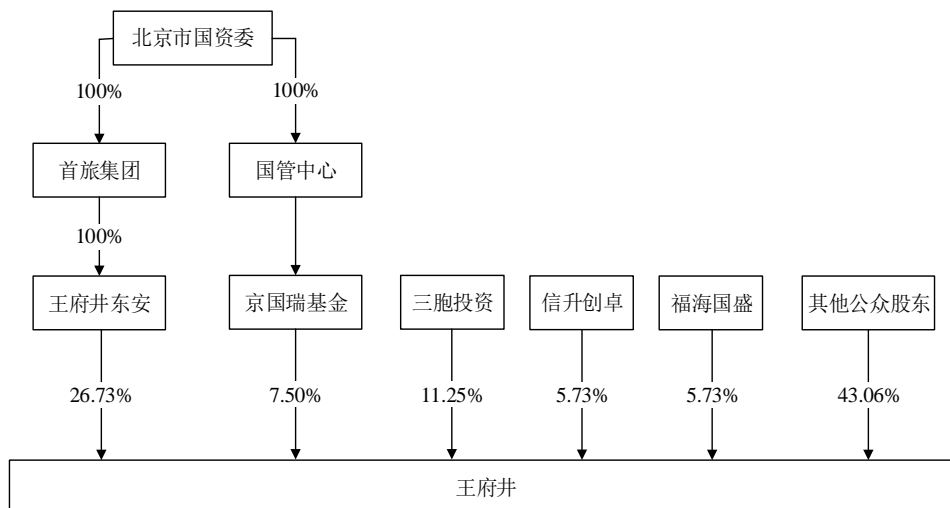 北京市国资委
100%
100%
首旅集团
国管中心
100%
王府井东安
京国瑞基金
三胞投资
信升创卓
福海国盛
其他公众股东
26.73%
7.50%
11.25%
5.73%
5.73%
43.06%
王府井